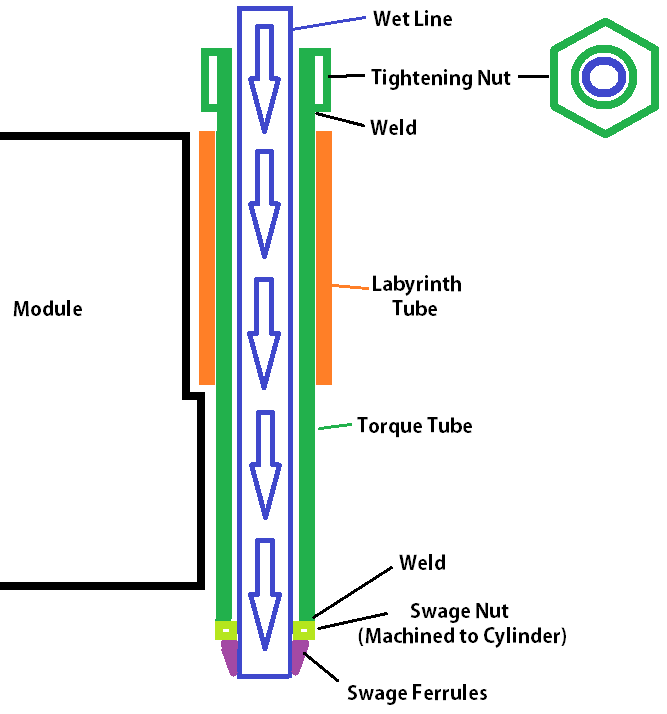 Wet Line
Tightening Nut
Weld
Module
Labyrinth
Tube
Torque Tube
Weld
Swage Nut
(Machined to Cylinder)
Swage Ferrules